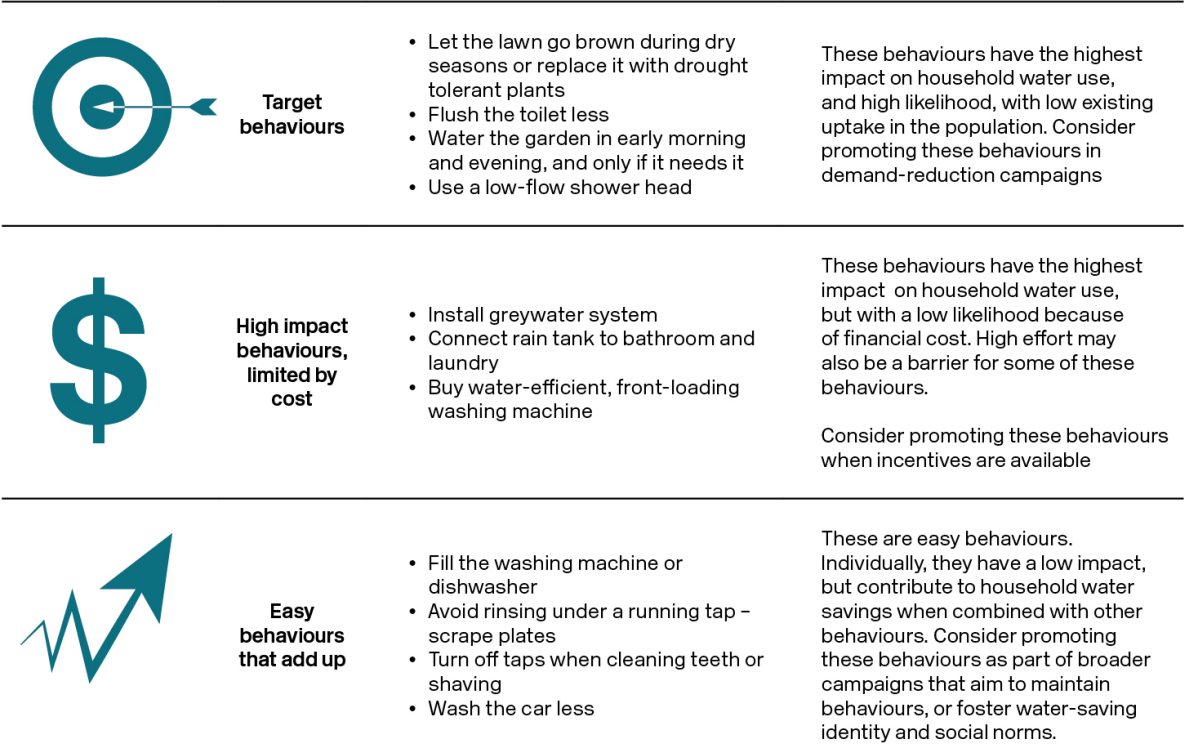 Target
behaviours
• Let the lawn go brown during dry
seasons or replace it with drought
tolerant plants
• Flush the toilet less
• Water the garden in early morning
and evening, and only if it needs it
• Use a low-flow shower head
These behaviours have the highest
impact on household water use,
and high likelihood, with low existing
uptake in the population. Consider
promoting these behaviours in
demand-reduction campaigns
$
High impact
behaviours,
limited by
cost
• Install greywater system
• Connect rain tank to bathroom and
laundry
• Buy water-efficient, front-loading
washing machine
These behaviours have the highest
impact on household water use,
but with a low likelihood because
of financial cost. High effort may
also be a barrier for some of these
behaviours.
Consider promoting these behaviours
when incentives are available
Easy
behaviours
that add up
• Fill the washing machine or
dishwasher
• Avoid rinsing under a running tap –
scrape plates
• Turn off taps when cleaning teeth or
shaving
• Wash the car less
These are easy behaviours.
Individually, they have a low impact,
but contribute to household water
savings when combined with other
behaviours. Consider promoting
these behaviours as part of broader
campaigns that aim to maintain
behaviours, or foster water-saving
identity and social norms.